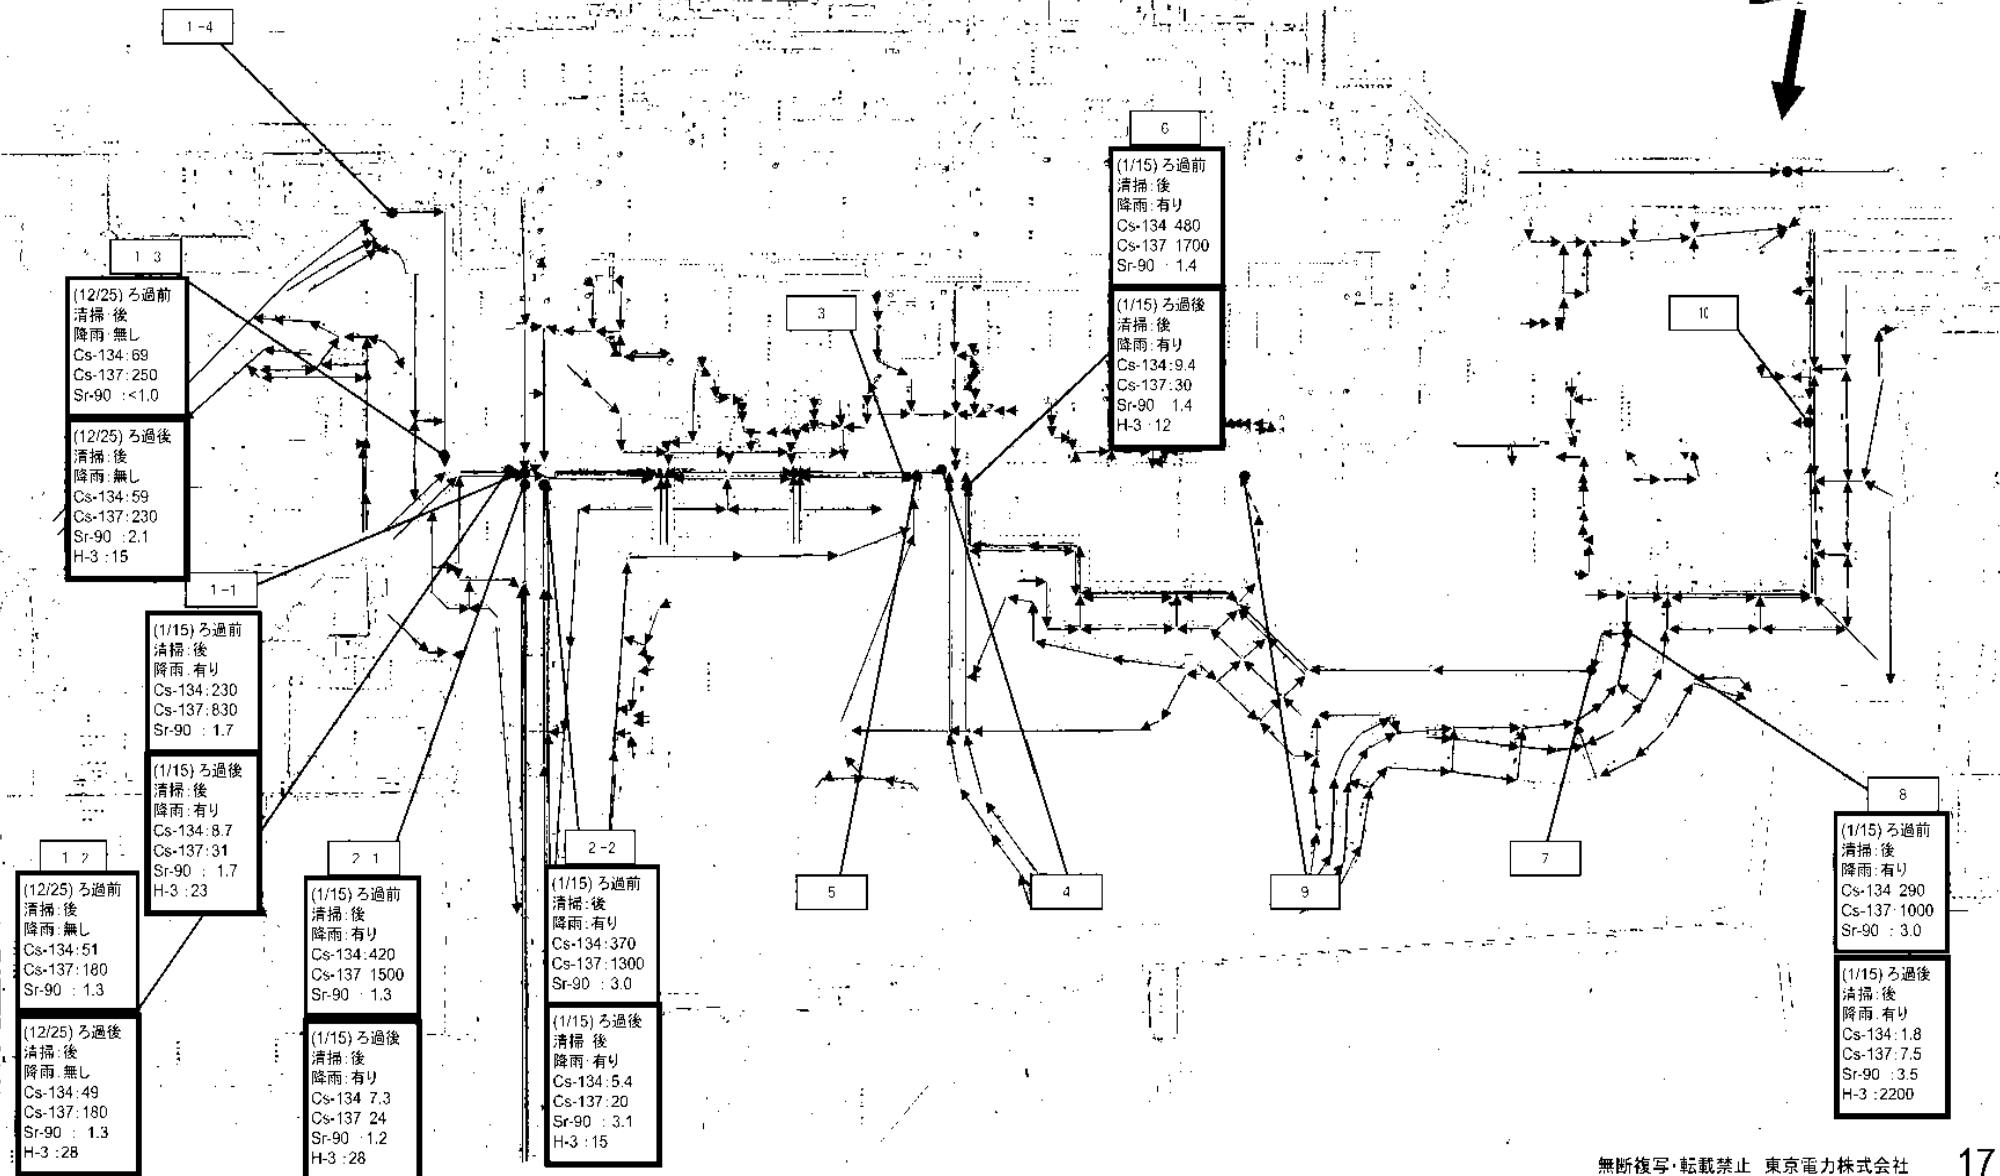 1-4
6
(1/15) ろ過前
清掃:後
降雨:有り
Cs-134 480
Cs-137 1700
Sr-90 1.4
(1/15) ろ過後
清掃:後
降雨:有り
Cs-134:9.4
Cs-137:30
Sr-90 1.4
H-3 12
1 3
(12/25) ろ過前
清掃 後
降雨 無し
Cs-134:69
Cs-137:250
Sr-90 :<1.0
(12/25) ろ過後
清掃:後
降雨:無し
Cs-134:59
Cs-137:230
Sr-90 :2.1
H-3 :15
3
10
1-1
(1/15) ろ過前
清掃:後
降雨:有り
Cs-134:230
Cs-137:830
Sr-90 : 1.7
(1/15) ろ過後
清掃:後
降雨:有り
Cs-134:8.7
Cs-137:31
Sr-90 : 1.7
H-3 :23
1 2
(12/25) ろ過前
清掃:後
降雨:無し
Cs-134:51
Cs-137:180
Sr-90 : 1.3
(12/25) ろ過後
清掃:後
降雨 無し
Cs-134:49
Cs-137:180
Sr-90 : 1.3
H-3 :28
2 1
(1/15) ろ過前
清掃:後
降雨:有り
Cs-134:420
Cs-137 1500
Sr-90 1.3
(1/15) ろ過後
清掃:後
降雨:有り
Cs-134 7.3
Cs-137 24
Sr-90 1.2
H-3 :28
2-2
(1/15) ろ過前
清掃:後
降雨:有り
Cs-134:370
Cs-137:1300
Sr-90 : 3.0
(1/15) ろ過後
清掃 後
降雨 有り
Cs-134:5.4
Cs-137:20
Sr-90 : 3.1
H-3 :15
5
4
9
7
8
(1/15) ろ過前
清掃:後
降雨:有り
Cs-134 290
Cs-137 1000
Sr-90 : 3.0
(1/15) ろ過後
清掃:後
降雨:有り
Cs-134:1.8
Cs-137:7.5
Sr-90 :3.5
H-3 :2200
無断複写・転載禁止 東京電力株式会社 17